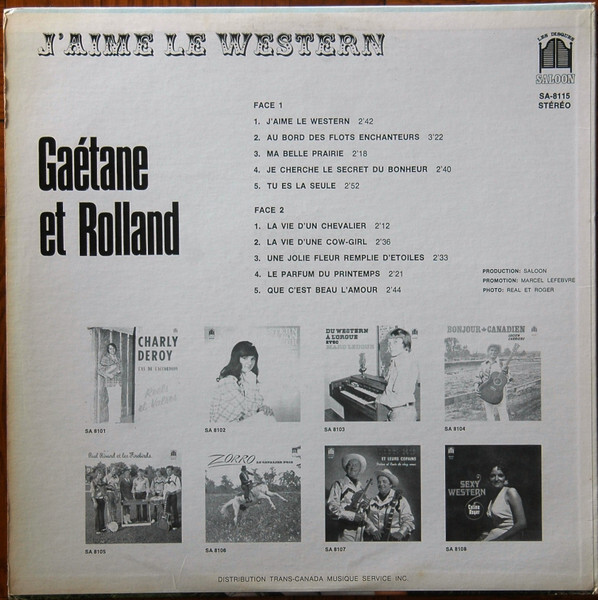 J'AIME LE WESTERN
LES DISQUES
SALOON
SA-8115
STÉRÉO
Gaétane
et Rolland
FACE 1
1. J'AIME LE WESTERN 2'42
2. AU BORD DES FLOTS ENCHANTEURS 3'22
3. MA BELLE PRAIRIE 2'18
4. JE CHERCHE LE SECRET DU BONHEUR 2'40
5. TU ES LA SEULE 2'52
FACE 2
1. LA VIE D'UN CHEVALIER 2'12
2. LA VIE D'UNE COW-GIRL 2'36
3. UNE JOLIE FLEUR REMPLIE D'ETOILES 2'33
4. LE PARFUM DU PRINTEMPS 2'21
5. QUE C'EST BEAU L'AMOUR 2'44
PRODUCTION: SALOON
PROMOTION: MARCEL LEFEBVRE
PHOTO: REAL ET ROGER
CHARLY
DEROY
SA 8101
SA 8102
DU WESTERN
À L'ORGUE
AVEC
SA 8103
BONJOUR CANADIEN
SA 8104
SA 8105
ZORRO
SA 8106
SA 8107
SEXY
WESTERN
SA 8108
DISTRIBUTION TRANS-CANADA MUSIQUE SERVICE INC.